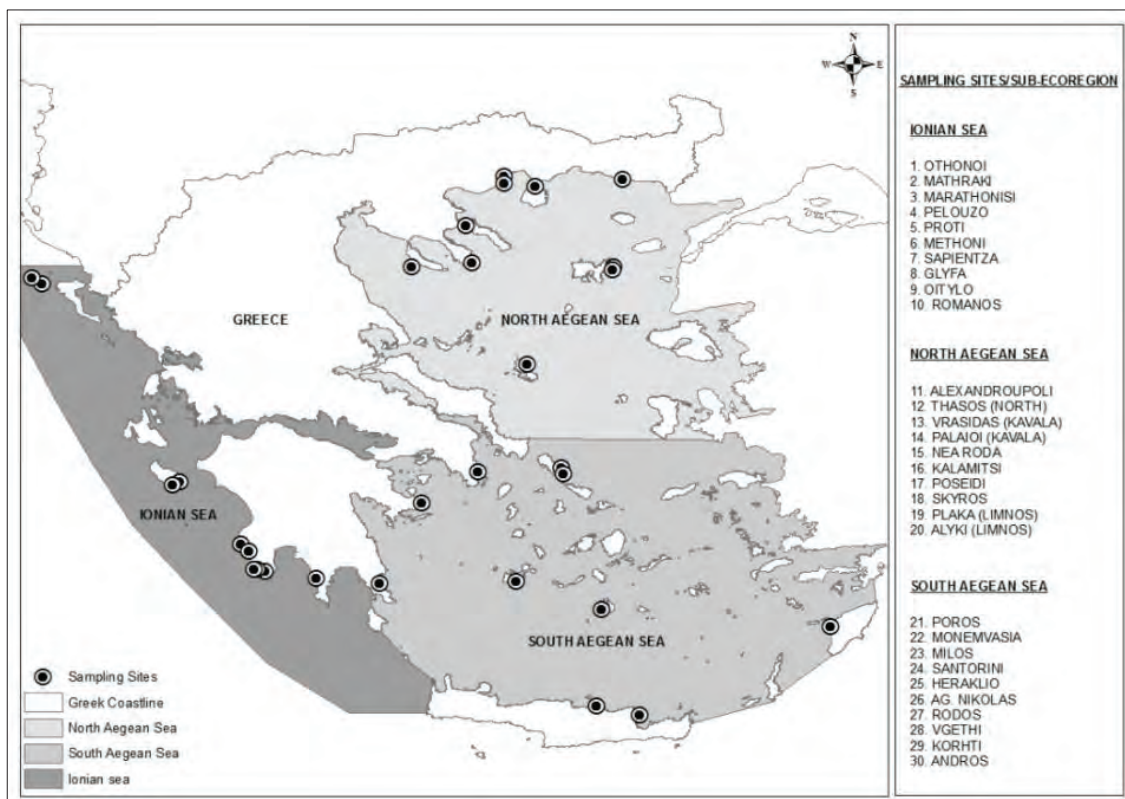 N
W E
S
GREECE
NORTH AEGEAN SEA
IONIAN SEA
SOUTH AEGEAN SEA
Sampling Sites
Greek Coastline
North Aegean Sea
South Aegean Sea
Ionian sea
SAMPLING SITES/SUB-ECOREGION
IONIAN SEA
1. OTHONOI
2. MATHRAKI
3. MARATHONISI
4. PELOUZO
5. PROTI
6. METHONI
7. SAPIENTZA
8. GLYFA
9. OITYLO
10. ROMANOS
NORTH AEGEAN SEA
11. ALEXANDROUPOLI
12. THASOS (NORTH)
13. VRASIDAS (KAVALA)
14. PALAIOI (KAVALA)
15. NEA RODA
16. KALAMITSI
17. POSEIDI
18. SKYROS
19. PLAKA (LIMNOS)
20. ALYKI (LIMNOS)
SOUTH AEGEAN SEA
21. POROS
22. MONEMVASIA
23. MILOS
24. SANTORINI
25. HERAKLIO
26. AG. NIKOLAS
27. RODOS
28. VGETHI
29. KORHTI
30. ANDROS